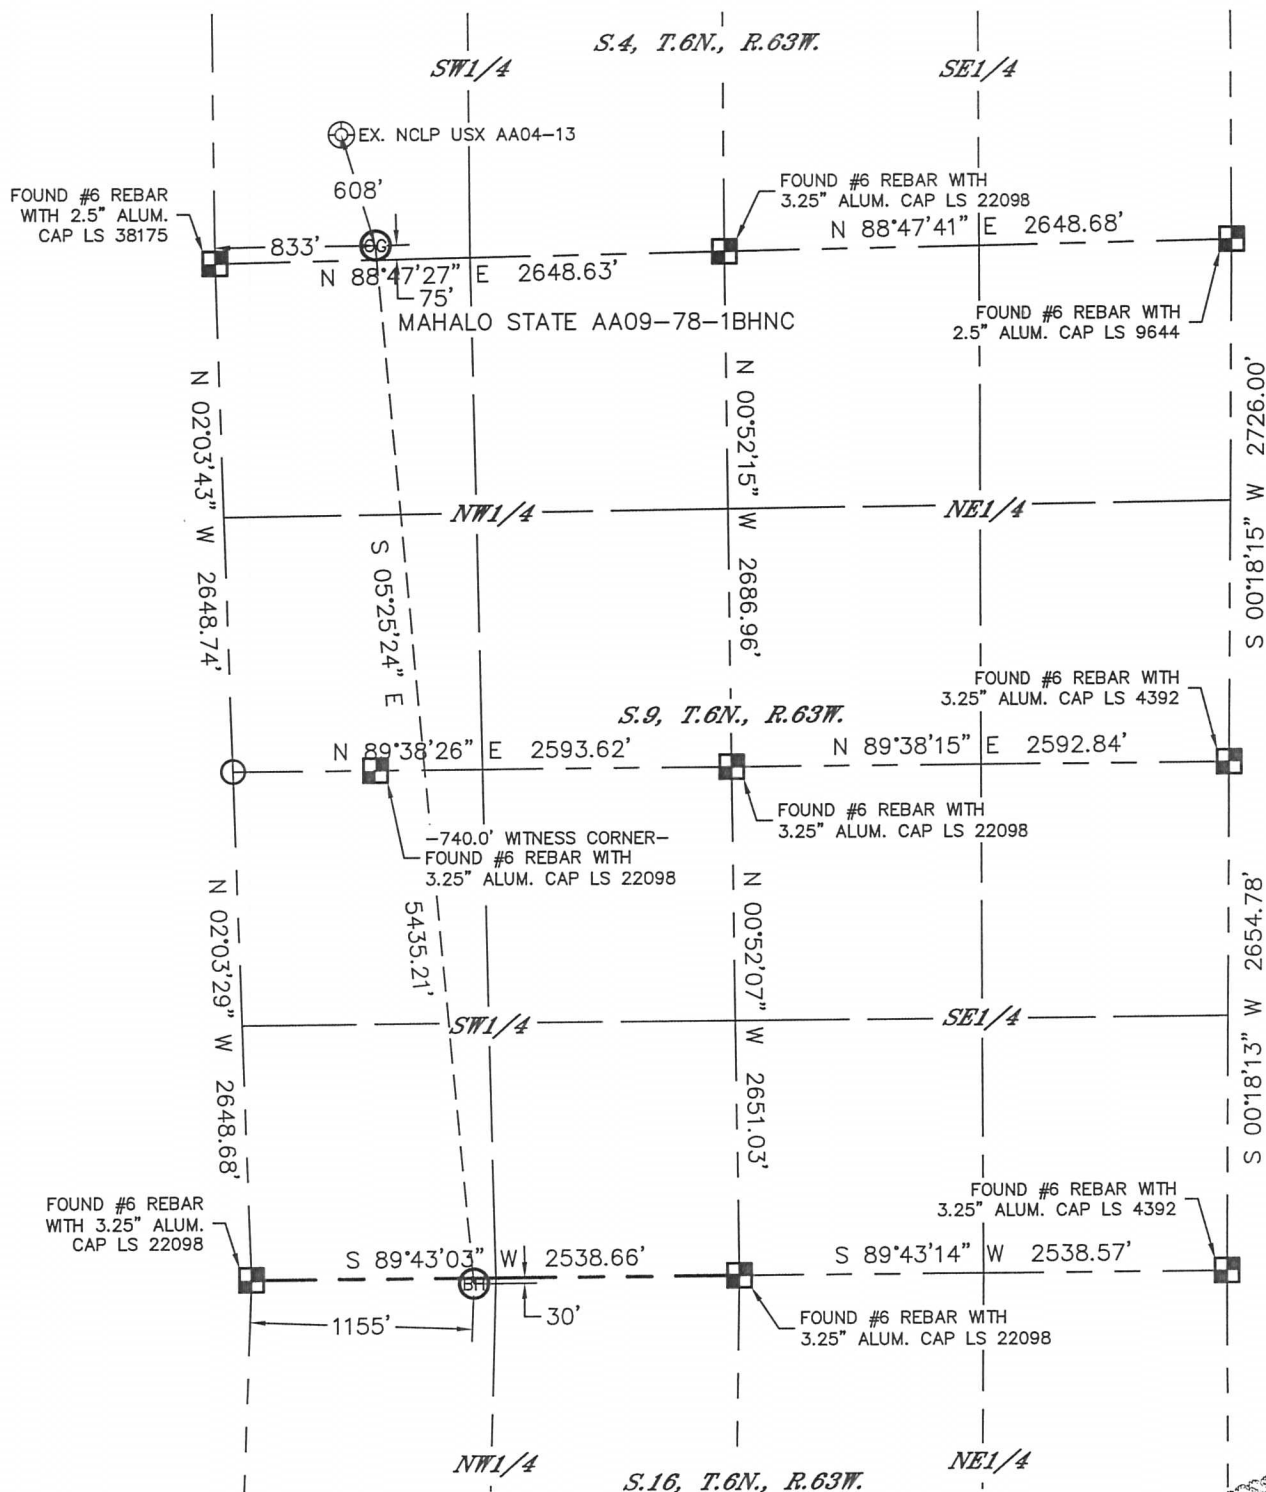 S.4, T.6N., R.63W.
SW1/4
SE1/4
EX. NCLP USX AA04-13
608'
FOUND #6 REBAR
WITH 2.5" ALUM.
CAP LS 38175
FOUND #6 REBAR WITH
3.25" ALUM. CAP LS 22098
833'
CG
N 88°47'41" E 2648.68'
N 88°47'27" E 2648.63'
75'
MAHALO STATE AA09-78-1BHNC
FOUND #6 REBAR WITH
2.5" ALUM. CAP LS 9644
N 02°03'43" W 2648.74'
N 00°52'15" W 2686.96'
S 00°18'15" W 2726.00'
NW1/4
NE1/4
S 05°25'24" E 5435.21'
S.9, T.6N., R.63W.
FOUND #6 REBAR WITH
3.25" ALUM. CAP LS 4392
N 89°38'26" E 2593.62'
N 89°38'15" E 2592.84'
FOUND #6 REBAR WITH
3.25" ALUM. CAP LS 22098
-740.0' WITNESS CORNER-
FOUND #6 REBAR WITH
3.25" ALUM. CAP LS 22098
N 02°03'29" W 2648.68'
N 00°52'07" W 2651.03'
S 00°18'13" W 2654.78'
SW1/4
SE1/4
FOUND #6 REBAR
WITH 3.25" ALUM.
CAP LS 22098
FOUND #6 REBAR WITH
3.25" ALUM. CAP LS 4392
S 89°43'03" W 2538.66'
S 89°43'14" W 2538.57'
BH
30'
1155'
FOUND #6 REBAR WITH
3.25" ALUM. CAP LS 22098
NW1/4
NE1/4
S.16, T.6N., R.63W.